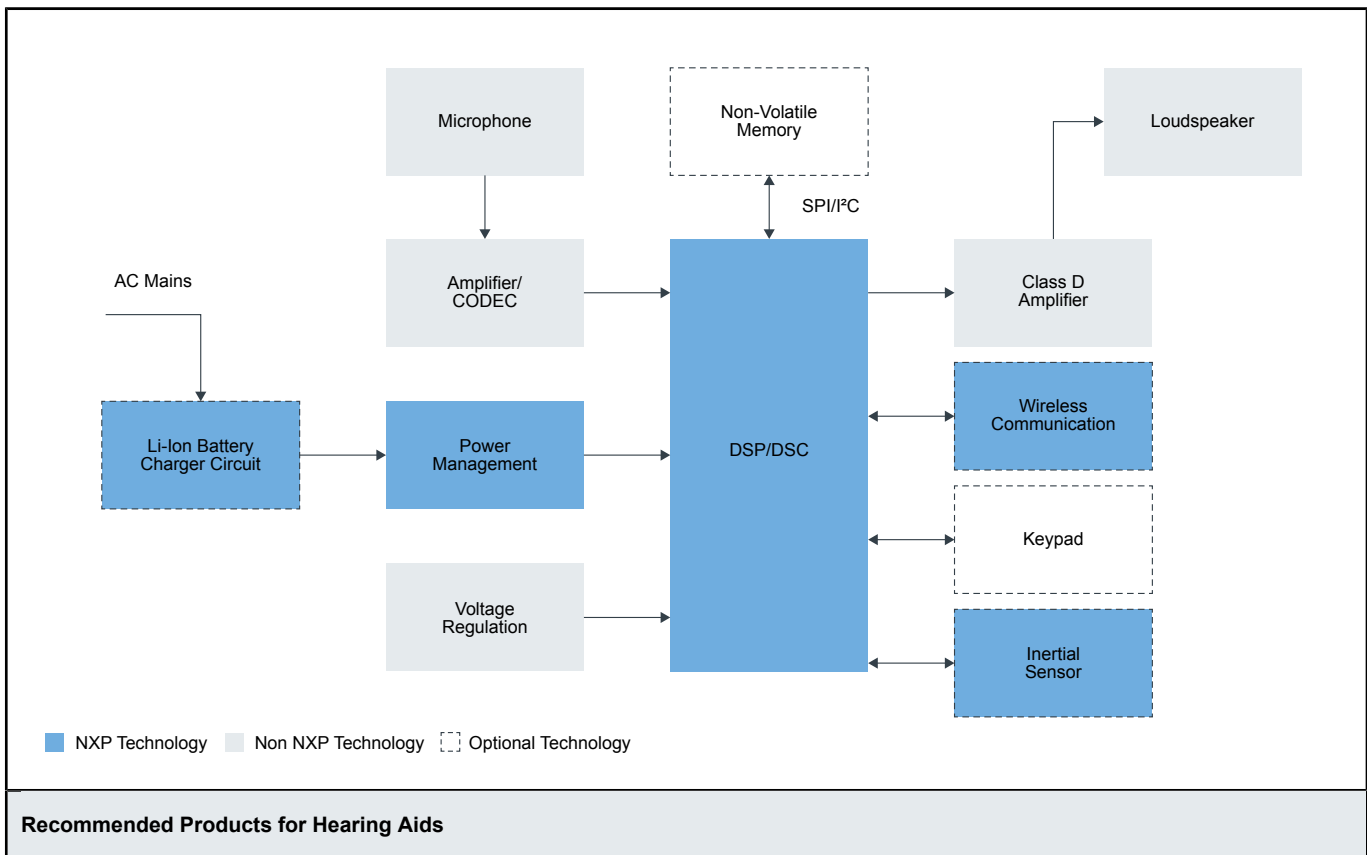 Microphone
Non-Volatile
Memory
Loudspeaker
SPI/I²C
AC Mains
Amplifier/
CODEC
Class D
Amplifier
Li-Ion Battery
Charger Circuit
Power
Management
DSP/DSC
Wireless
Communication
Keypad
Voltage
Regulation
Inertial
Sensor
NXP Technology
Non NXP Technology
Optional Technology
Recommended Products for Hearing Aids